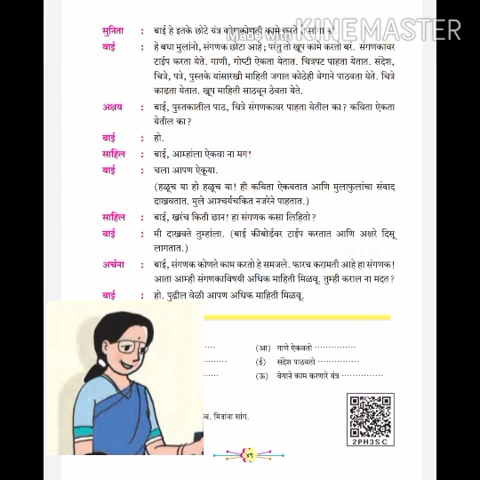 Made with KINEMASTER
सुनिता : बाई हे इतके छोटे यंत्र कोणकोणती कामे करते
बाई : हे बघा मुलांनो, संगणक छोटा आहे; परंतु तो खूप कामे करतो बरं. संगणकावर
टाईप करता येते. गाणी, गोष्टी ऐकता येतात. चित्रपट पाहता येतात. संदेश,
चित्रे, पत्रे, पुस्तके यांसारखी माहिती जगात कोठेही वेगाने पाठवता येते. चित्रे
काढता येतात. खूप माहिती साठवून ठेवता येते.
अक्षय : बाई, पुस्तकातील पाठ, चित्रे संगणकावर पाहता येतील का? कविता ऐकता
येतील का?
बाई : हो.
साहिल : बाई, आम्हांला ऐकवा ना मग!
बाई : चला आपण ऐकूया.
(हळूच या हो हळूच या! ही कविता ऐकवतात आणि मुलाफुलांचा संवाद
दाखवतात. मुले आश्चर्यचकित नजरेने पाहतात.)
साहिल : बाई, खरंच किती छान! हा संगणक कसा लिहितो?
बाई : मी दाखवते तुम्हांला. (बाई कीबोर्डवर टाईप करतात आणि अक्षरे दिसू
लागतात.)
अर्चना : बाई, संगणक कोणते काम करतो हे समजले. फारच करामती आहे हा संगणक!
आता आम्ही संगणकाविषयी अधिक माहिती मिळवू. तुम्ही कराल ना मदत?
बाई : हो. पुढील वेळी आपण अधिक माहिती मिळवू.
(आ) गाणे ऐकवतो ...............
(ई) संदेश पाठवतो ...............
(ऊ) वेगाने काम करणारे यंत्र ...............
मित्रांना सांग.
2PH3SC
४९